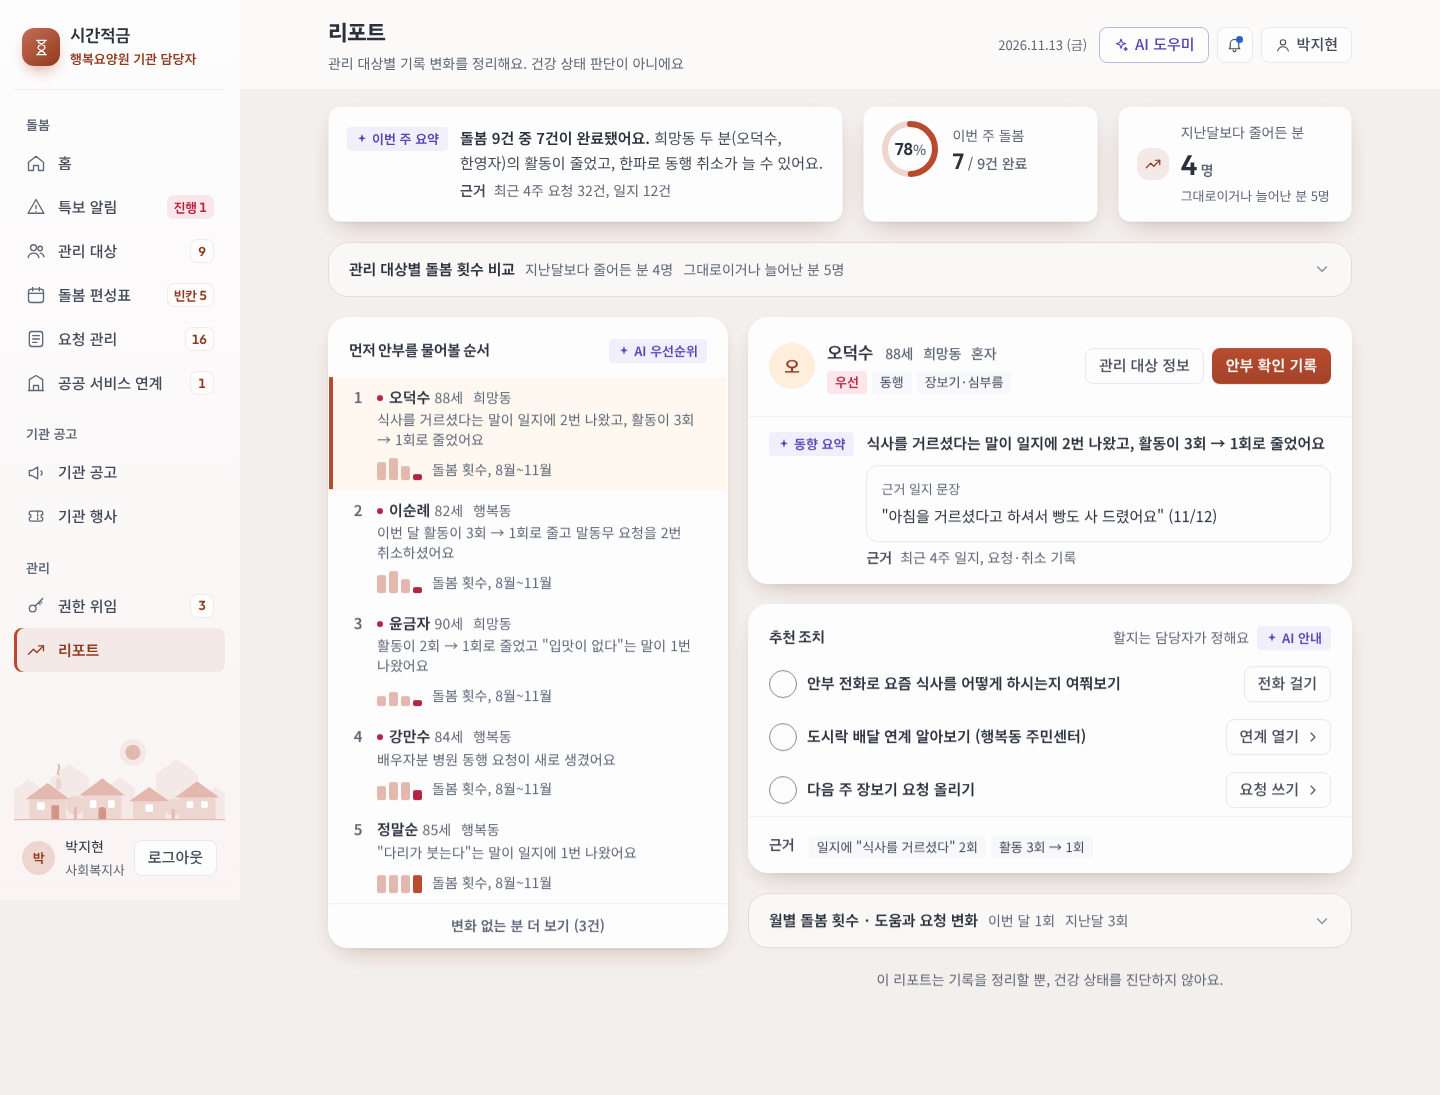 시간적금
행복요양원 기관 담당자
돌봄
홈
특보 알림 진행 1
관리 대상 9
돌봄 편성표 빈칸 5
요청 관리 16
공공 서비스 연계 1
기관 공고
기관 공고
기관 행사
관리
권한 위임 3
리포트
박 박지현
사회복지사
로그아웃
리포트
관리 대상별 기록 변화를 정리해요. 건강 상태 판단이 아니에요
2026.11.13 (금) AI 도우미 박지현
이번 주 요약 돌봄 9건 중 7건이 완료됐어요. 희망동 두 분(오덕수,
한영자)의 활동이 줄었고, 한파로 동행 취소가 늘 수 있어요.
근거 최근 4주 요청 32건, 일지 12건
78%
이번 주 돌봄
7 / 9건 완료
지난달보다 줄어든 분
4 명
그대로이거나 늘어난 분 5명
관리 대상별 돌봄 횟수 비교 지난달보다 줄어든 분 4명 그대로이거나 늘어난 분 5명
먼저 안부를 물어볼 순서 AI 우선순위
1 오덕수 88세 희망동
식사를 거르셨다는 말이 일지에 2번 나왔고, 활동이 3회
→ 1회로 줄었어요
돌봄 횟수, 8월~11월
2 이순례 82세 행복동
이번 달 활동이 3회 → 1회로 줄고 말동무 요청을 2번
취소하셨어요
돌봄 횟수, 8월~11월
3 윤금자 90세 희망동
활동이 2회 → 1회로 줄었고 "입맛이 없다"는 말이 1번
나왔어요
돌봄 횟수, 8월~11월
4 강만수 84세 행복동
배우자분 병원 동행 요청이 새로 생겼어요
돌봄 횟수, 8월~11월
5 정말순 85세 행복동
"다리가 붓는다"는 말이 일지에 1번 나왔어요
돌봄 횟수, 8월~11월
변화 없는 분 더 보기 (3건)
오 오덕수 88세 희망동 혼자
우선 동행 장보기·심부름
관리 대상 정보 안부 확인 기록
동향 요약 식사를 거르셨다는 말이 일지에 2번 나왔고, 활동이 3회 → 1회로 줄었어요
근거 일지 문장
"아침을 거르셨다고 하셔서 빵도 사 드렸어요" (11/12)
근거 최근 4주 일지, 요청·취소 기록
추천 조치 할지는 담당자가 정해요 AI 안내
안부 전화로 요즘 식사를 어떻게 하시는지 여쭤보기 전화 걸기
도시락 배달 연계 알아보기 (행복동 주민센터) 연계 열기
다음 주 장보기 요청 올리기 요청 쓰기
근거 일지에 "식사를 거르셨다" 2회 활동 3회 → 1회
월별 돌봄 횟수 · 도움과 요청 변화 이번 달 1회 지난달 3회
이 리포트는 기록을 정리할 뿐, 건강 상태를 진단하지 않아요.